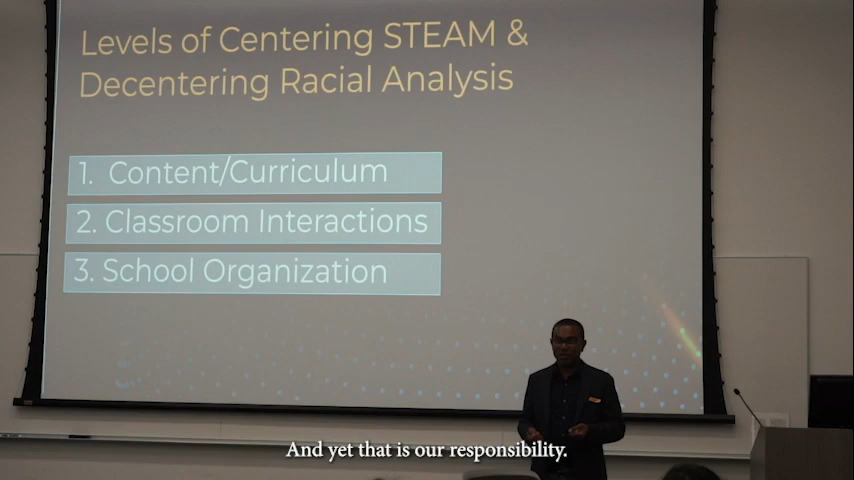 Levels of Centering STEAM &
Decentering Racial Analysis
1. Content/Curriculum
2. Classroom Interactions
3. School Organization
And yet that is our responsibility.